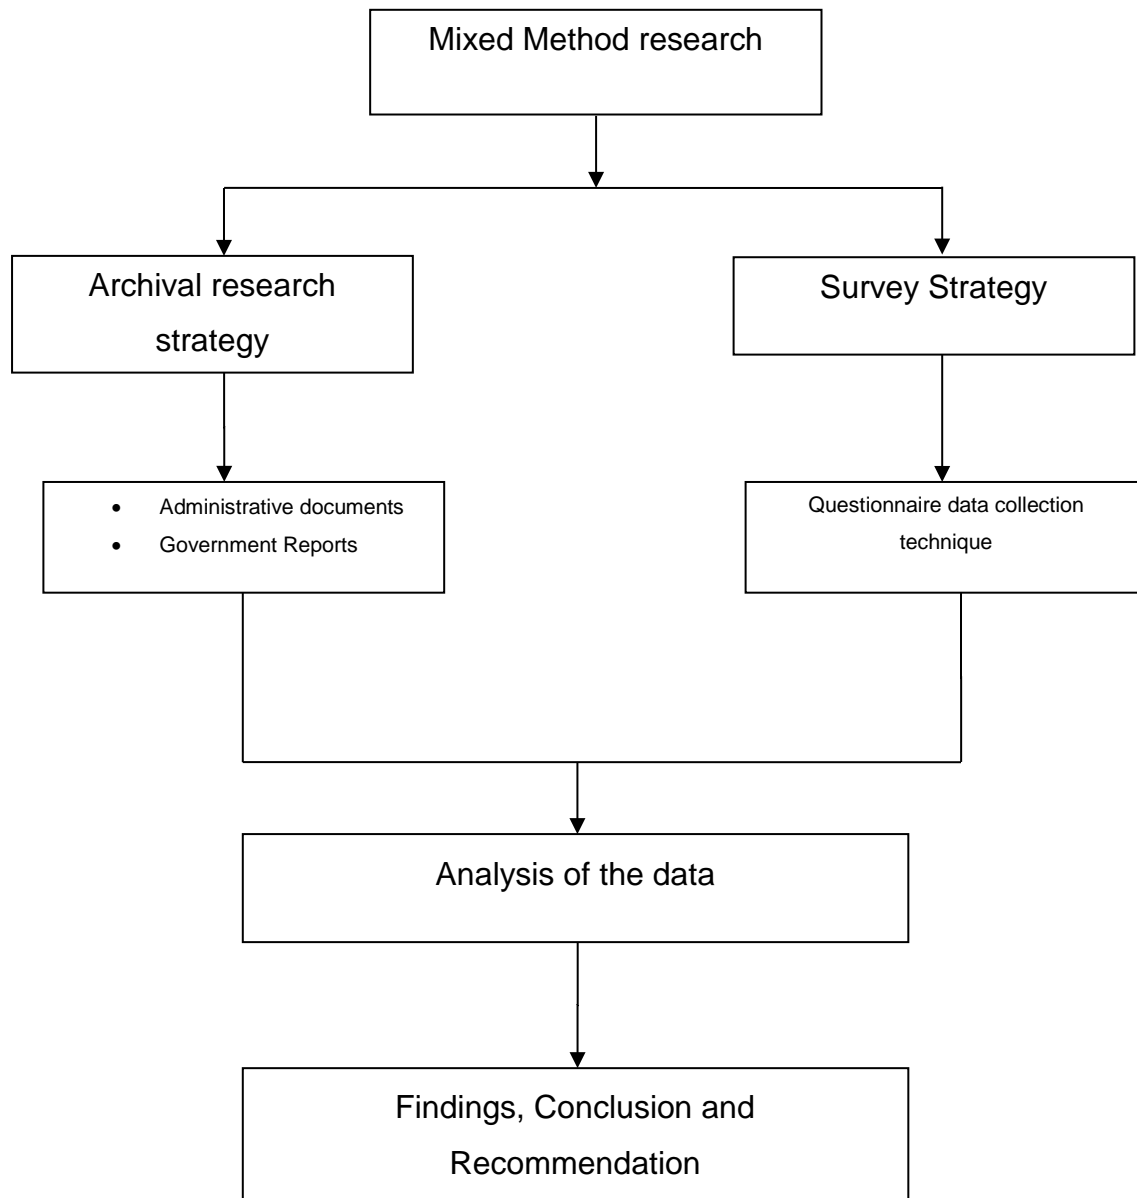 Mixed Method research
Archival research
strategy
Survey Strategy
• Administrative documents
• Government Reports
Questionnaire data collection
technique
Analysis of the data
Findings, Conclusion and
Recommendation